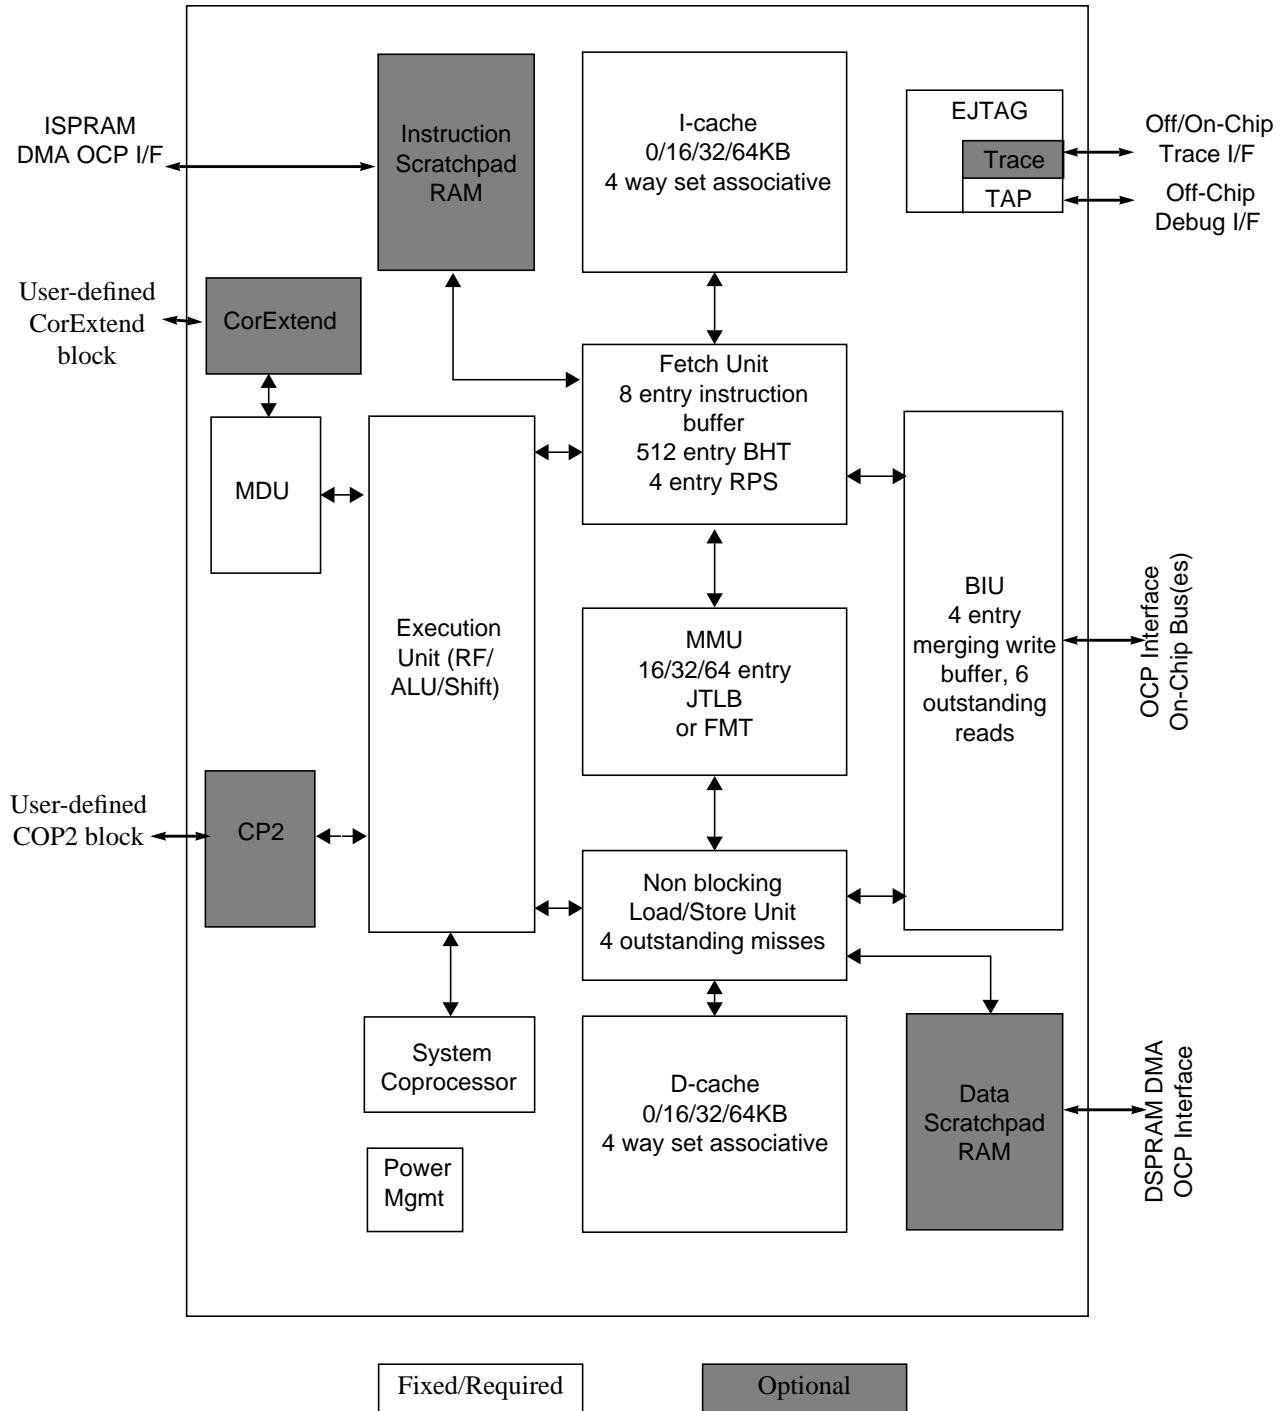 ISPRAM
DMA OCP I/F
Instruction
Scratchpad
RAM
I-cache
0/16/32/64KB
4 way set associative
EJTAG
Trace
TAP
Off/On-Chip
Trace I/F
Off-Chip
Debug I/F
User-defined
CorExtend
block
CorExtend
MDU
Fetch Unit
8 entry instruction
buffer
512 entry BHT
4 entry RPS
Execution
Unit (RF/
ALU/Shift)
MMU
16/32/64 entry
JTLB
or FMT
BIU
4 entry
merging write
buffer, 6
outstanding
reads
OCP Interface
On-Chip Bus(es)
User-defined
COP2 block
CP2
Non blocking
Load/Store Unit
4 outstanding misses
System
Coprocessor
Power
Mgmt
D-cache
0/16/32/64KB
4 way set associative
Data
Scratchpad
RAM
DSPRAM DMA
OCP Interface
Fixed/Required
Optional